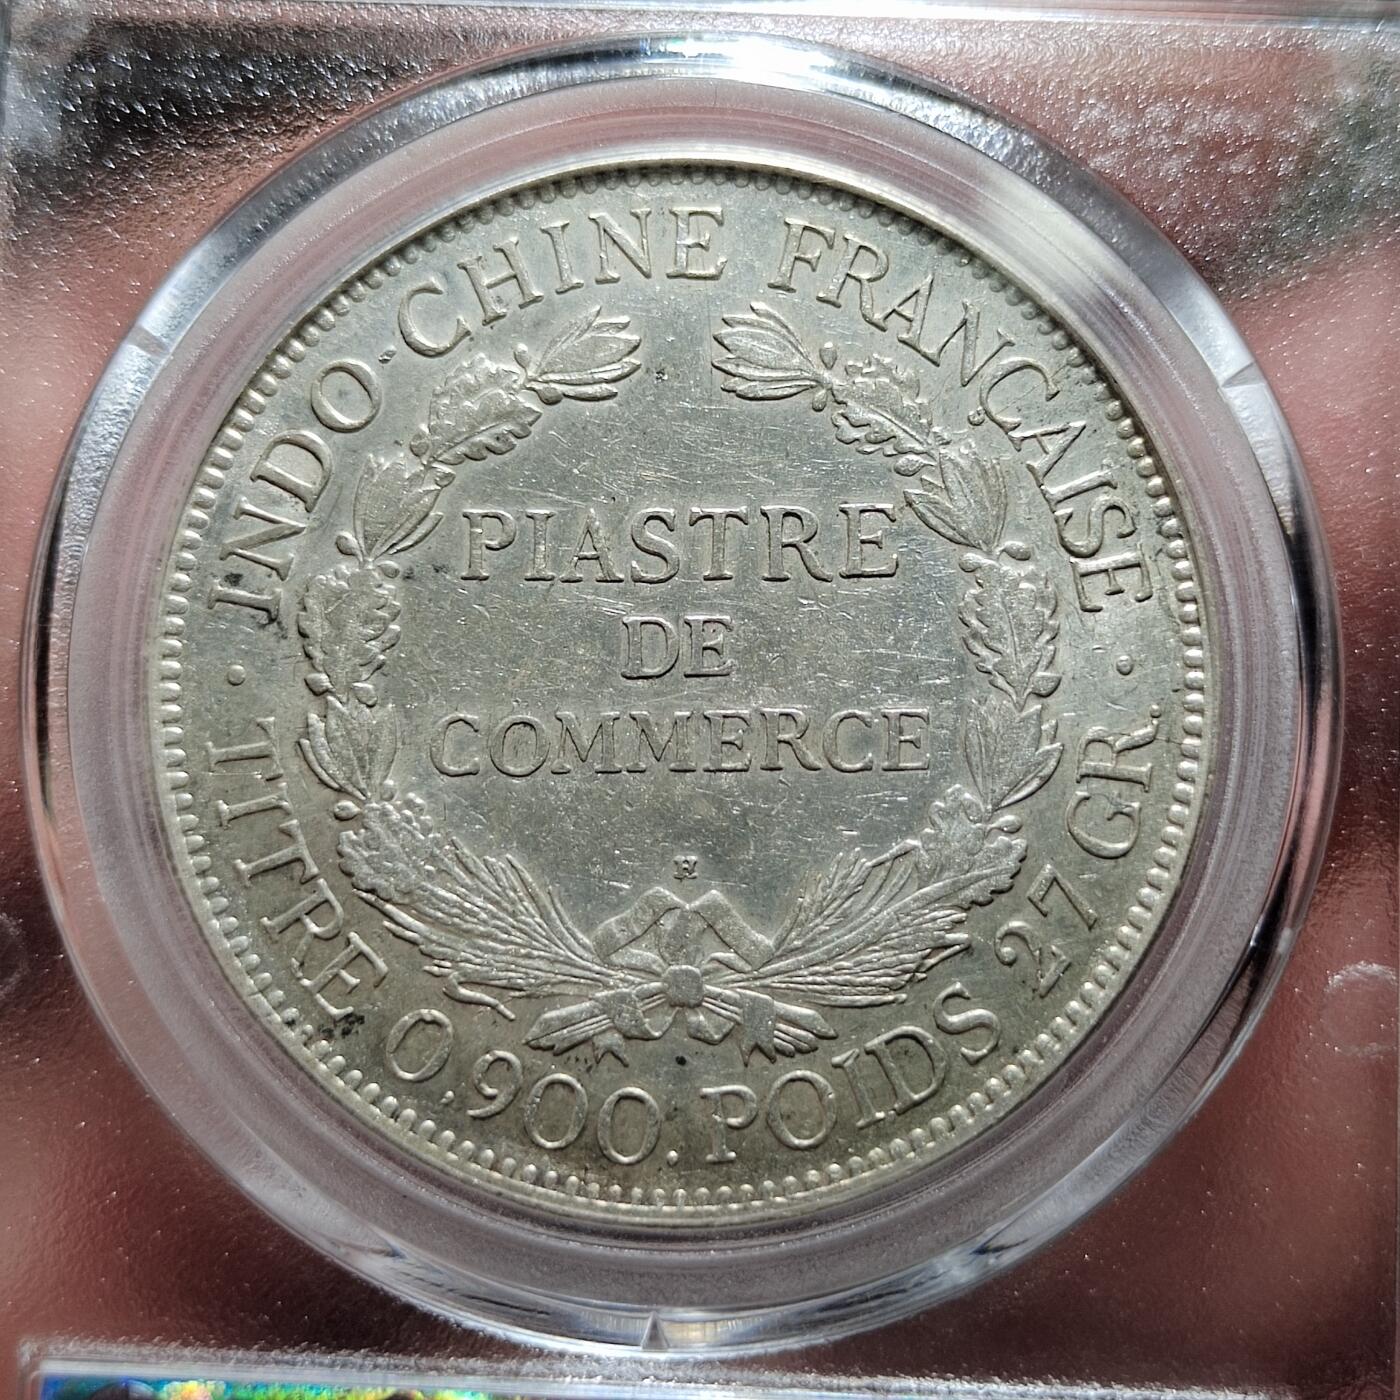 INDO-CHINE FRANÇAISE
PIASTRE
DE
COMMERCE
H
· TITRE 0,900. POIDS 27 GR. ·